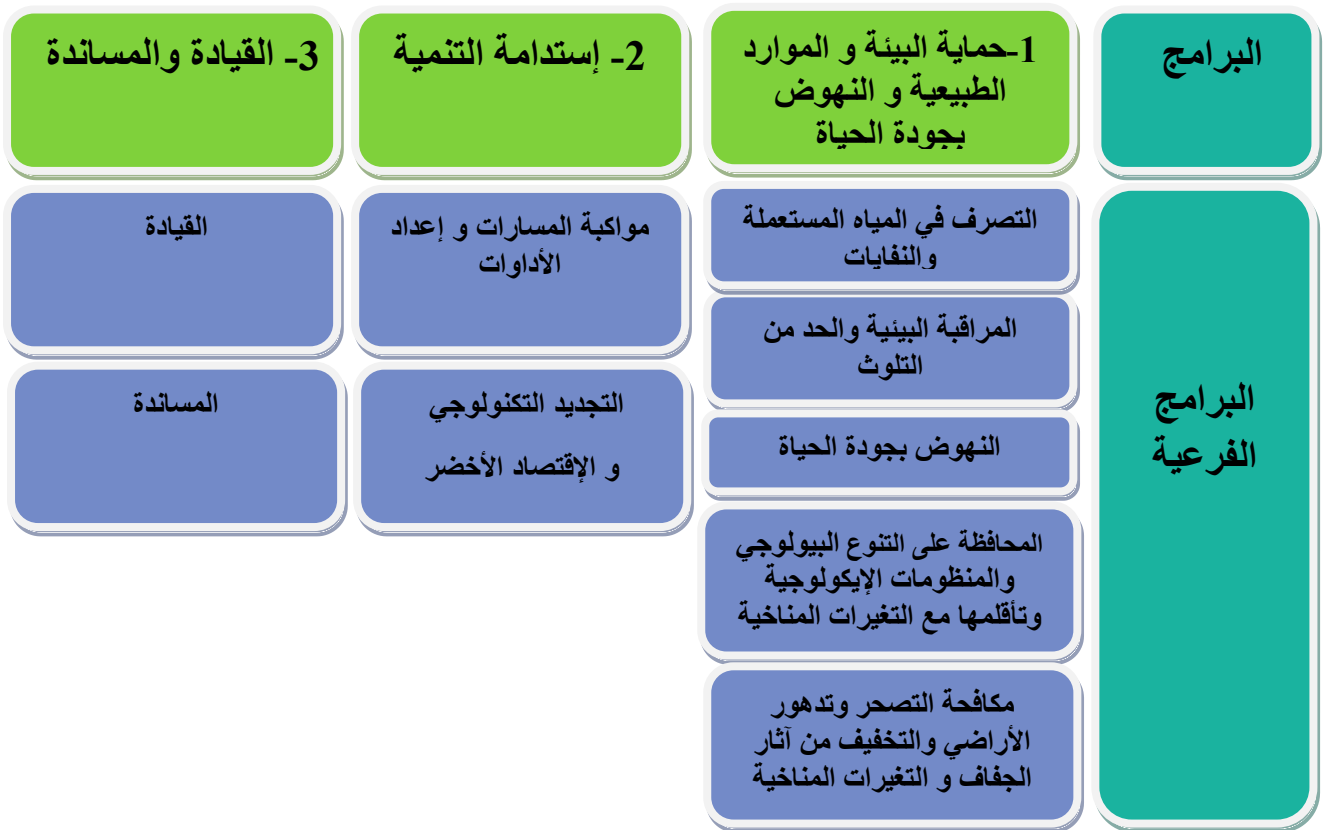 البرامج
1-حماية البيئة و الموارد
الطبيعية و النهوض
بجودة الحياة
2- إستدامة التنمية
3- القيادة والمساندة
البرامج
الفرعية
التصرف في المياه المستعملة
والنفايات
المراقبة البيئية والحد من
التلوث
النهوض بجودة الحياة
المحافظة على التنوع البيولوجي
والمنظومات الإيكولوجية
وتأقلمها مع التغيرات المناخية
مكافحة التصحر وتدهور
الأراضي والتخفيف من آثار
الجفاف و التغيرات المناخية
مواكبة المسارات و إعداد
الأداوات
التجديد التكنولوجي
و الإقتصاد الأخضر
القيادة
المساندة